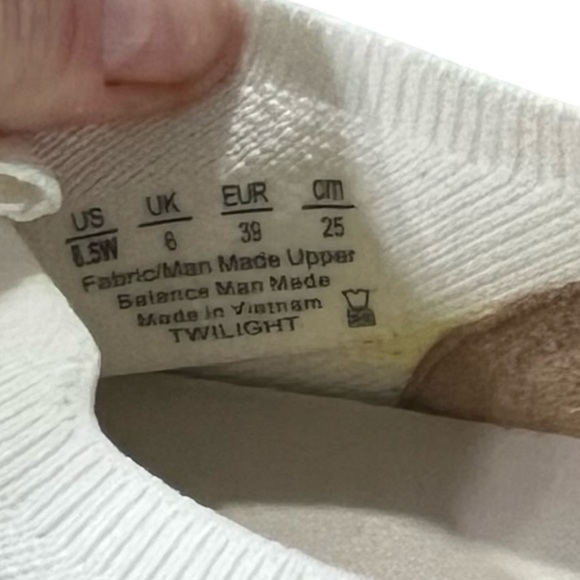 US UK EUR cm
8.5W 6 39 25
Fabric/Man Made Upper
Balance Man Made
Made in Vietnam
TWILIGHT